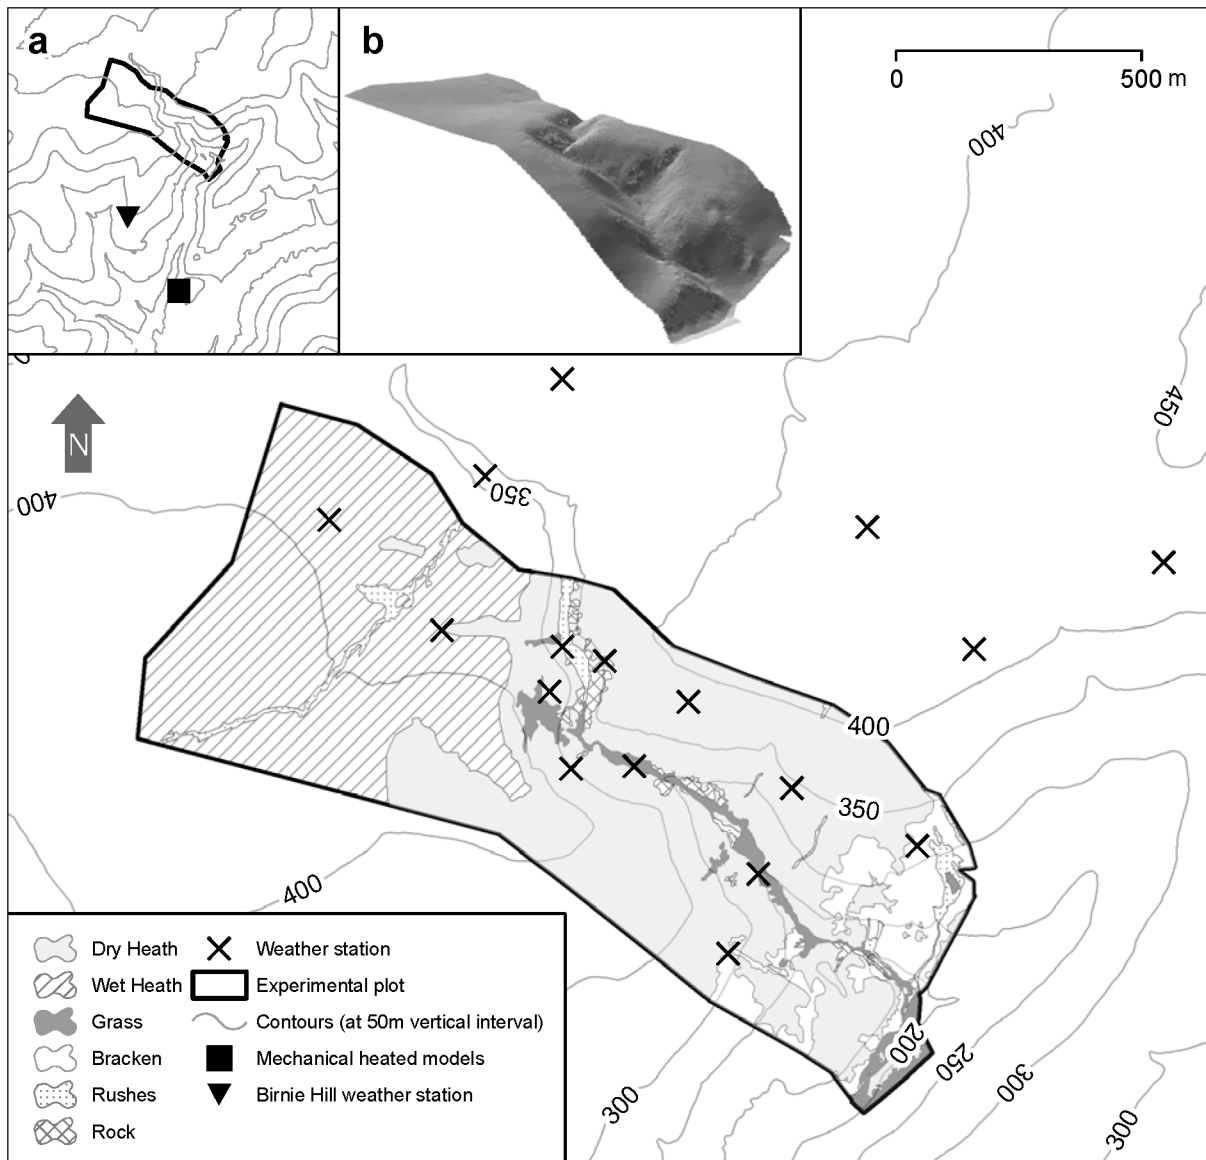 a
b
0
500 m
400
450
N
350
400
400
350
400
200
250
300
300
300
Dry Heath
Weather station
Wet Heath
Experimental plot
Grass
Contours (at 50m vertical interval)
Bracken
Mechanical heated models
Rushes
Birnie Hill weather station
Rock